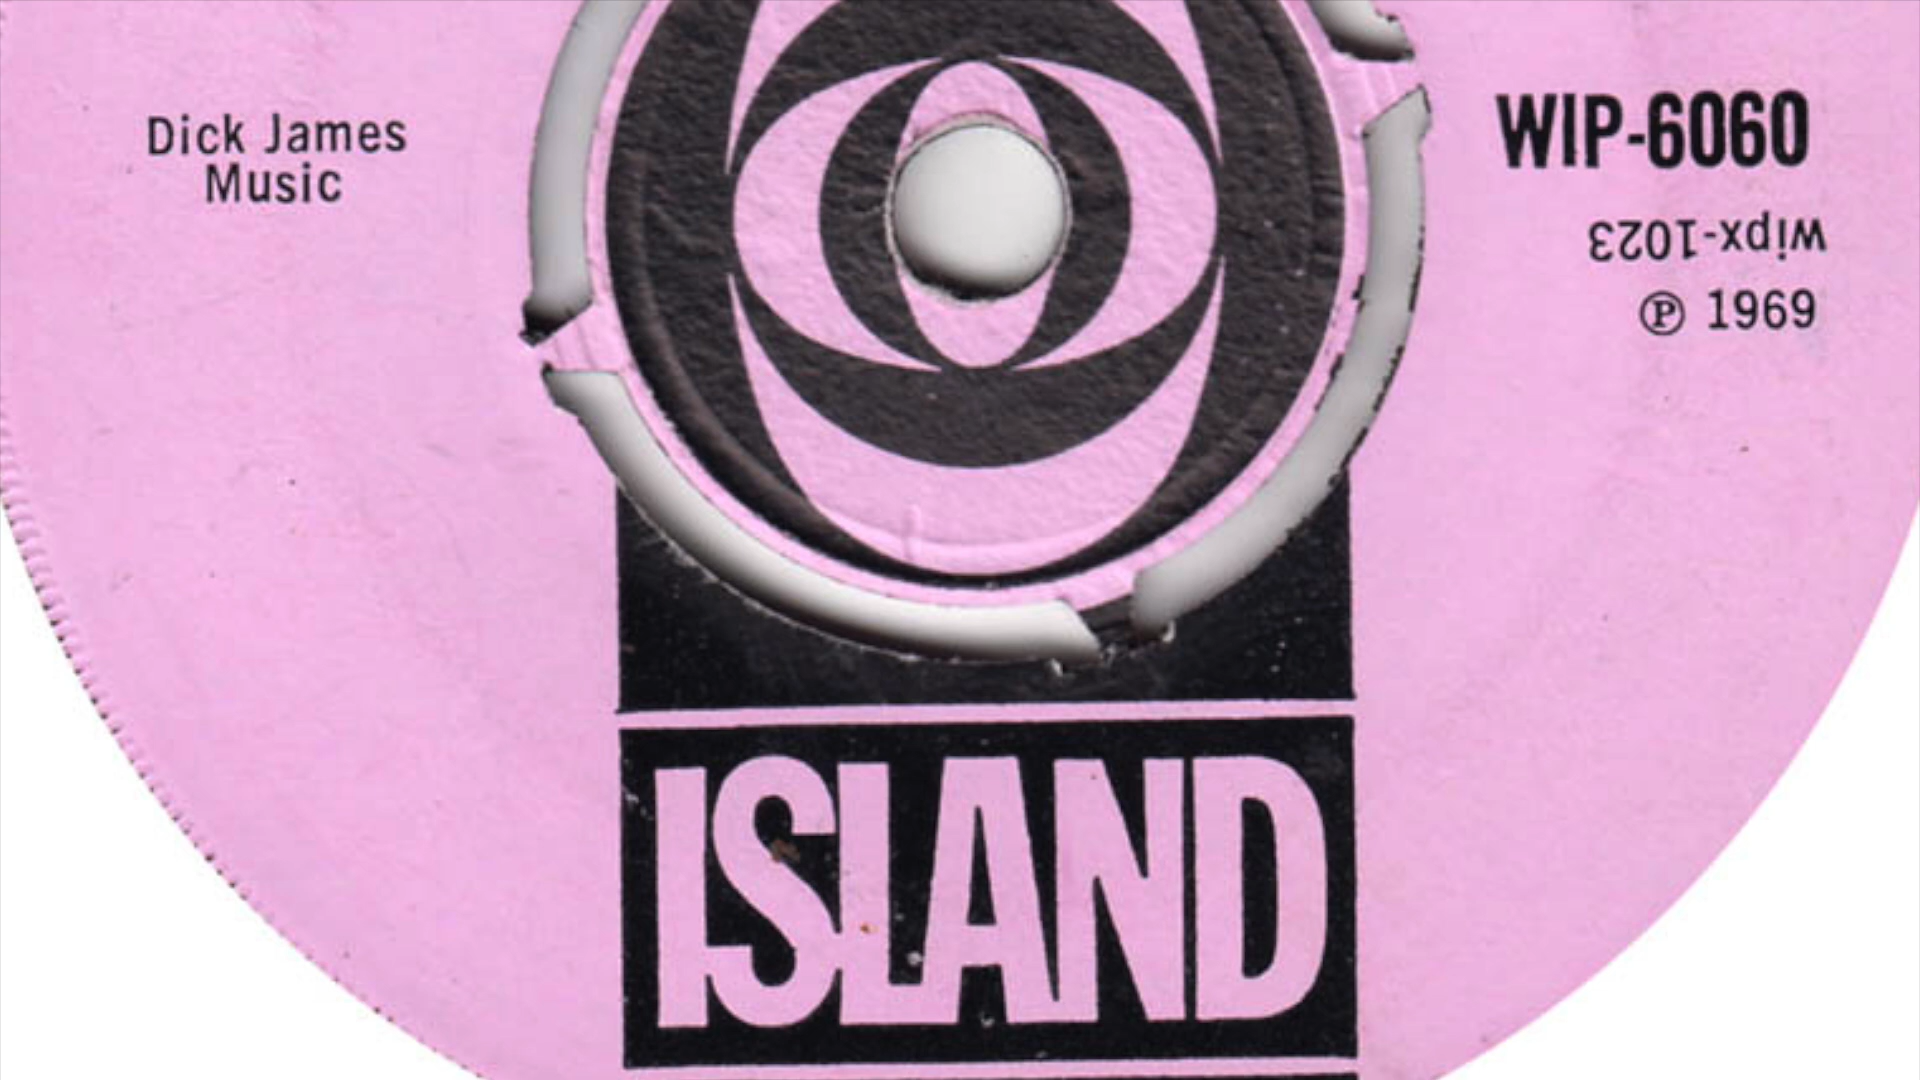 Dick James
Music
WIP-6060
wipx-1023
℗ 1969
ISLAND